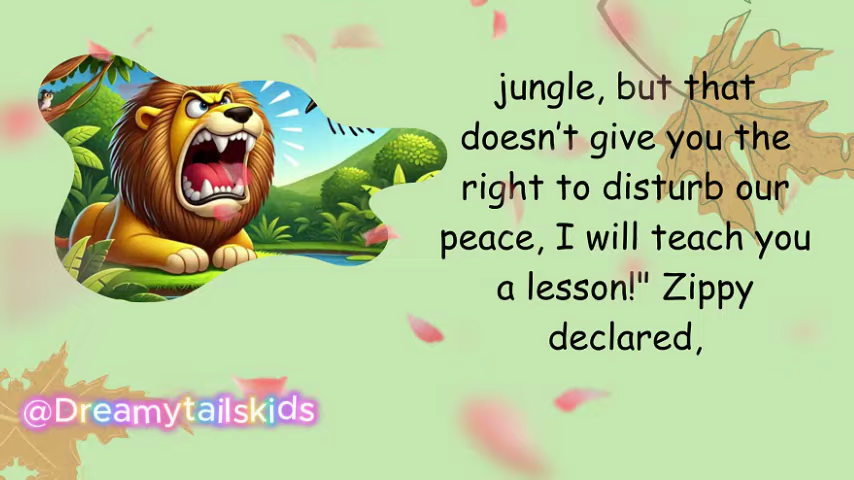 jungle, but that
doesn't give you the
right to disturb our
peace, I will teach you
a lesson!" Zippy
declared,
@Dreamytailskids